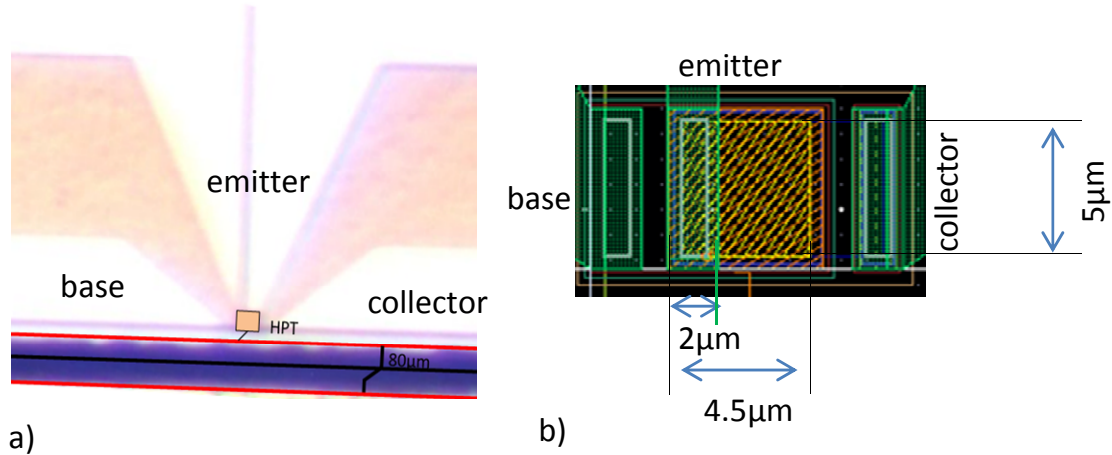 emitter
base
collector
HPT
80µm
a)
emitter
base
collector
5µm
2µm
4.5µm
b)